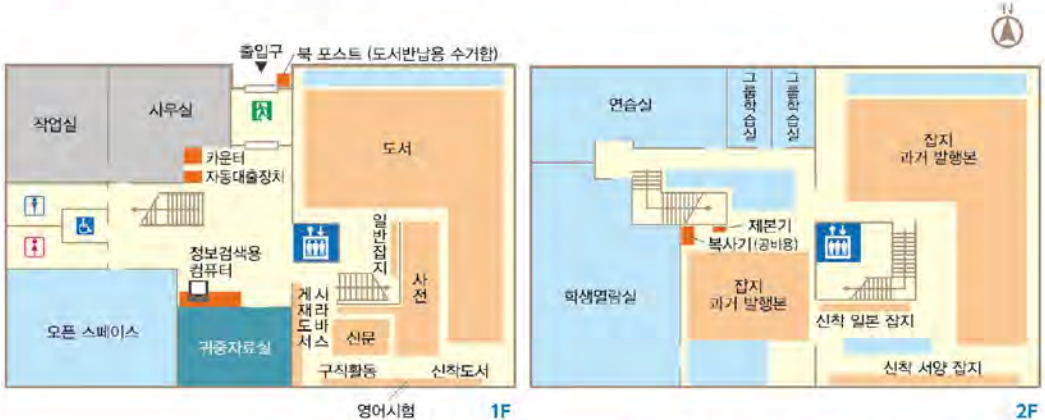 출입구
북 포스트 (도서반납용 수거함)
작업실
사무실
카운터
자동대출장치
도서
정보검색용
컴퓨터
일반잡지
사전
오픈 스페이스
귀중자료실
시라바스
게재도서
신문
구직활동
신착도서
영어시험
1F
연습실
그룹학습실
그룹학습실
잡지
과거 발행본
제본기
복사기(공비용)
학생열람실
잡지
과거 발행본
신착 일본 잡지
신착 서양 잡지
2F